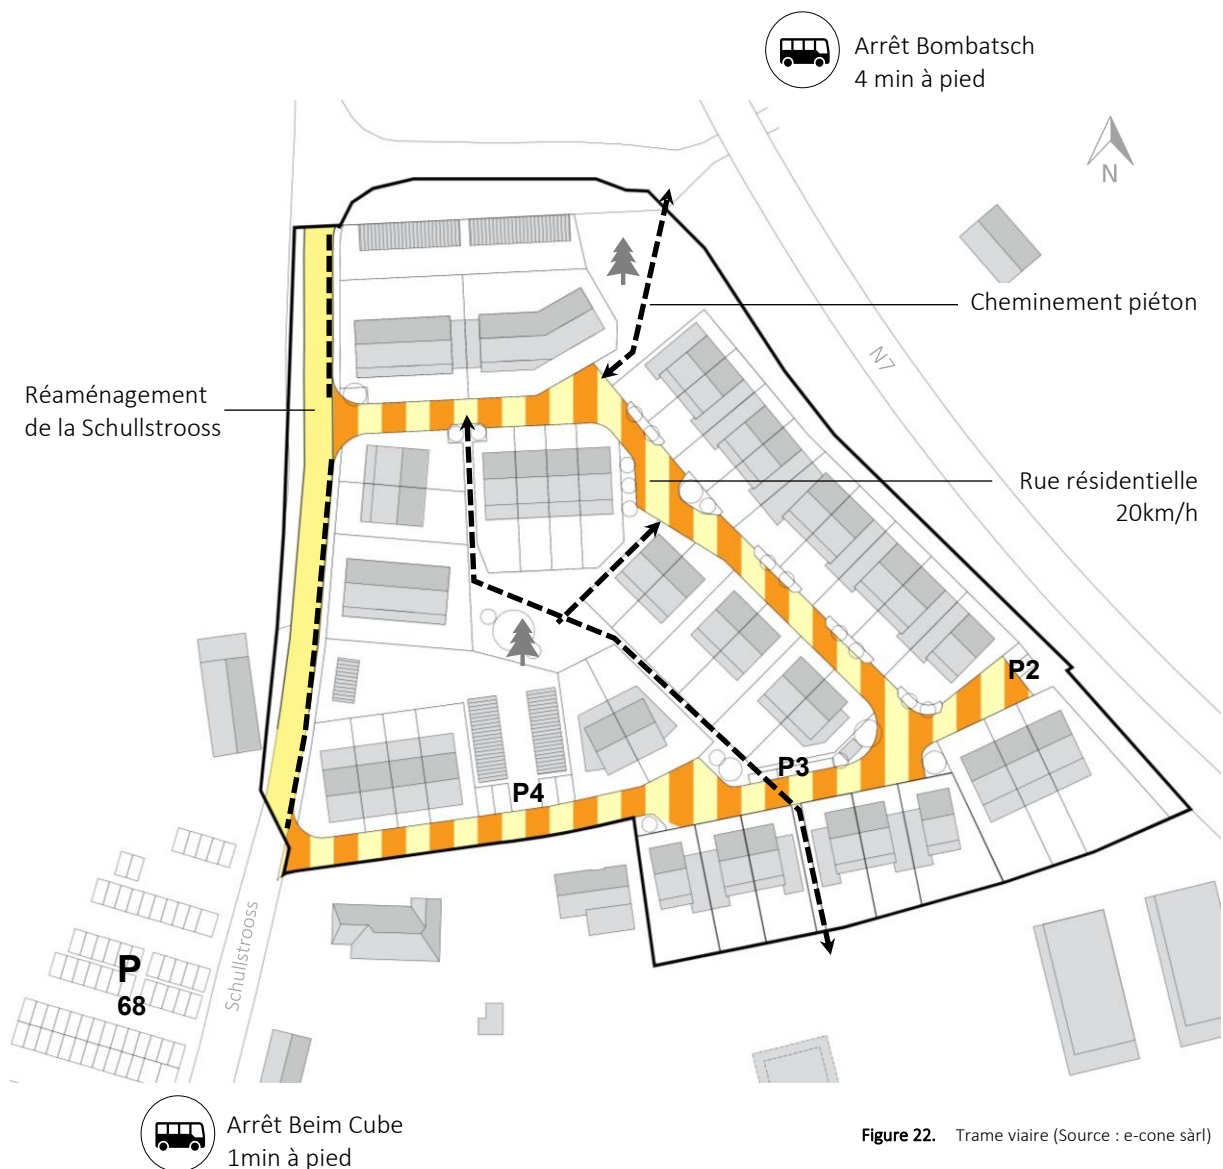 Arrêt Bombatsch
4 min à pied
N
Cheminement piéton
N7
Réaménagement
de la Schullstrooss
Rue résidentielle
20km/h
P2
P3
P4
P
68
Schullstrooss
Arrêt Beim Cube
1min à pied
Figure 22. Trame viaire (Source : e-cone sàrl)